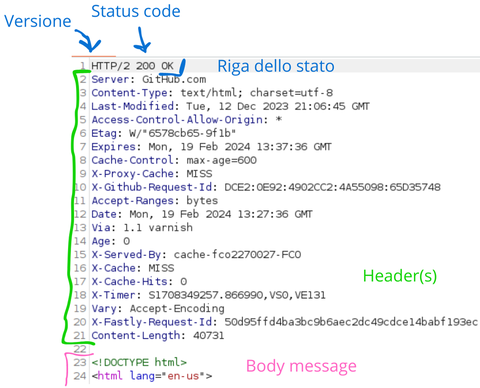 Versione
Status code
1 HTTP/2 200 OK
Riga dello stato
2 Server: GitHub.com
3 Content-Type: text/html; charset=utf-8
4 Last-Modified: Tue, 12 Dec 2023 21:06:45 GMT
5 Access-Control-Allow-Origin: *
6 Etag: W/"6578cb65-9f1b"
7 Expires: Mon, 19 Feb 2024 13:37:36 GMT
8 Cache-Control: max-age=600
9 X-Proxy-Cache: MISS
10 X-Github-Request-Id: DCE2:0E92:4902CC2:4A55098:65D35748
11 Accept-Ranges: bytes
12 Date: Mon, 19 Feb 2024 13:27:36 GMT
13 Via: 1.1 varnish
14 Age: 0
15 X-Served-By: cache-fco2270027-FCO
16 X-Cache: MISS
17 X-Cache-Hits: 0
Header(s)
18 X-Timer: S1708349257.866990,VS0,VE131
19 Vary: Accept-Encoding
20 X-Fastly-Request-Id: 50d95ffd4ba3bc9b6aec2dc49cdce14babf193ec
21 Content-Length: 40731
22
23 <!DOCTYPE html>
Body message
24 <html lang="en-us">